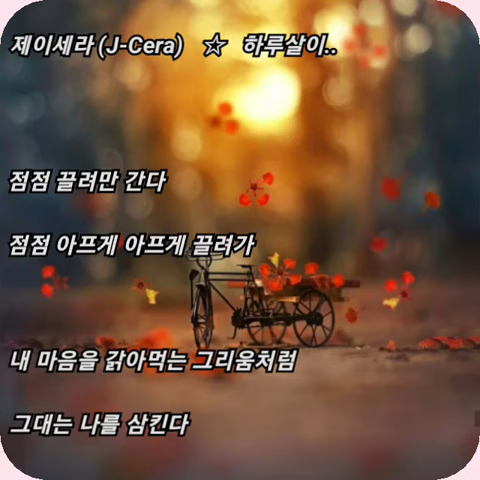 제이세라 (J-Cera) ☆ 하루살이..
점점 끌려만 간다
점점 아프게 아프게 끌려가
내 마음을 갉아먹는 그리움처럼
그대는 나를 삼킨다